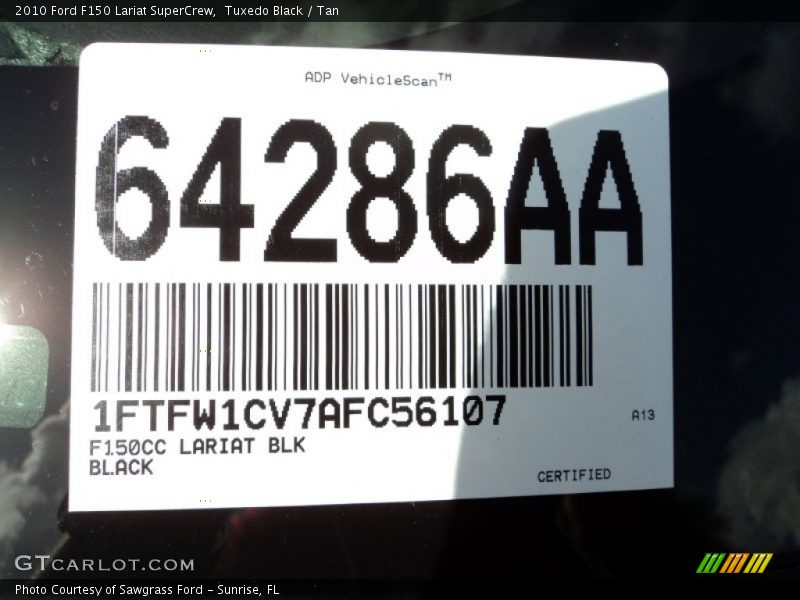 2010 Ford F150 Lariat SuperCrew,  Tuxedo Black / Tan
ADP VehicleScan™
64286AA
1FTFW1CV7AFC56107
A13
F150CC LARIAT BLK
BLACK
CERTIFIED
GTCARLOT.COM
Photo Courtesy of Sawgrass Ford - Sunrise, FL